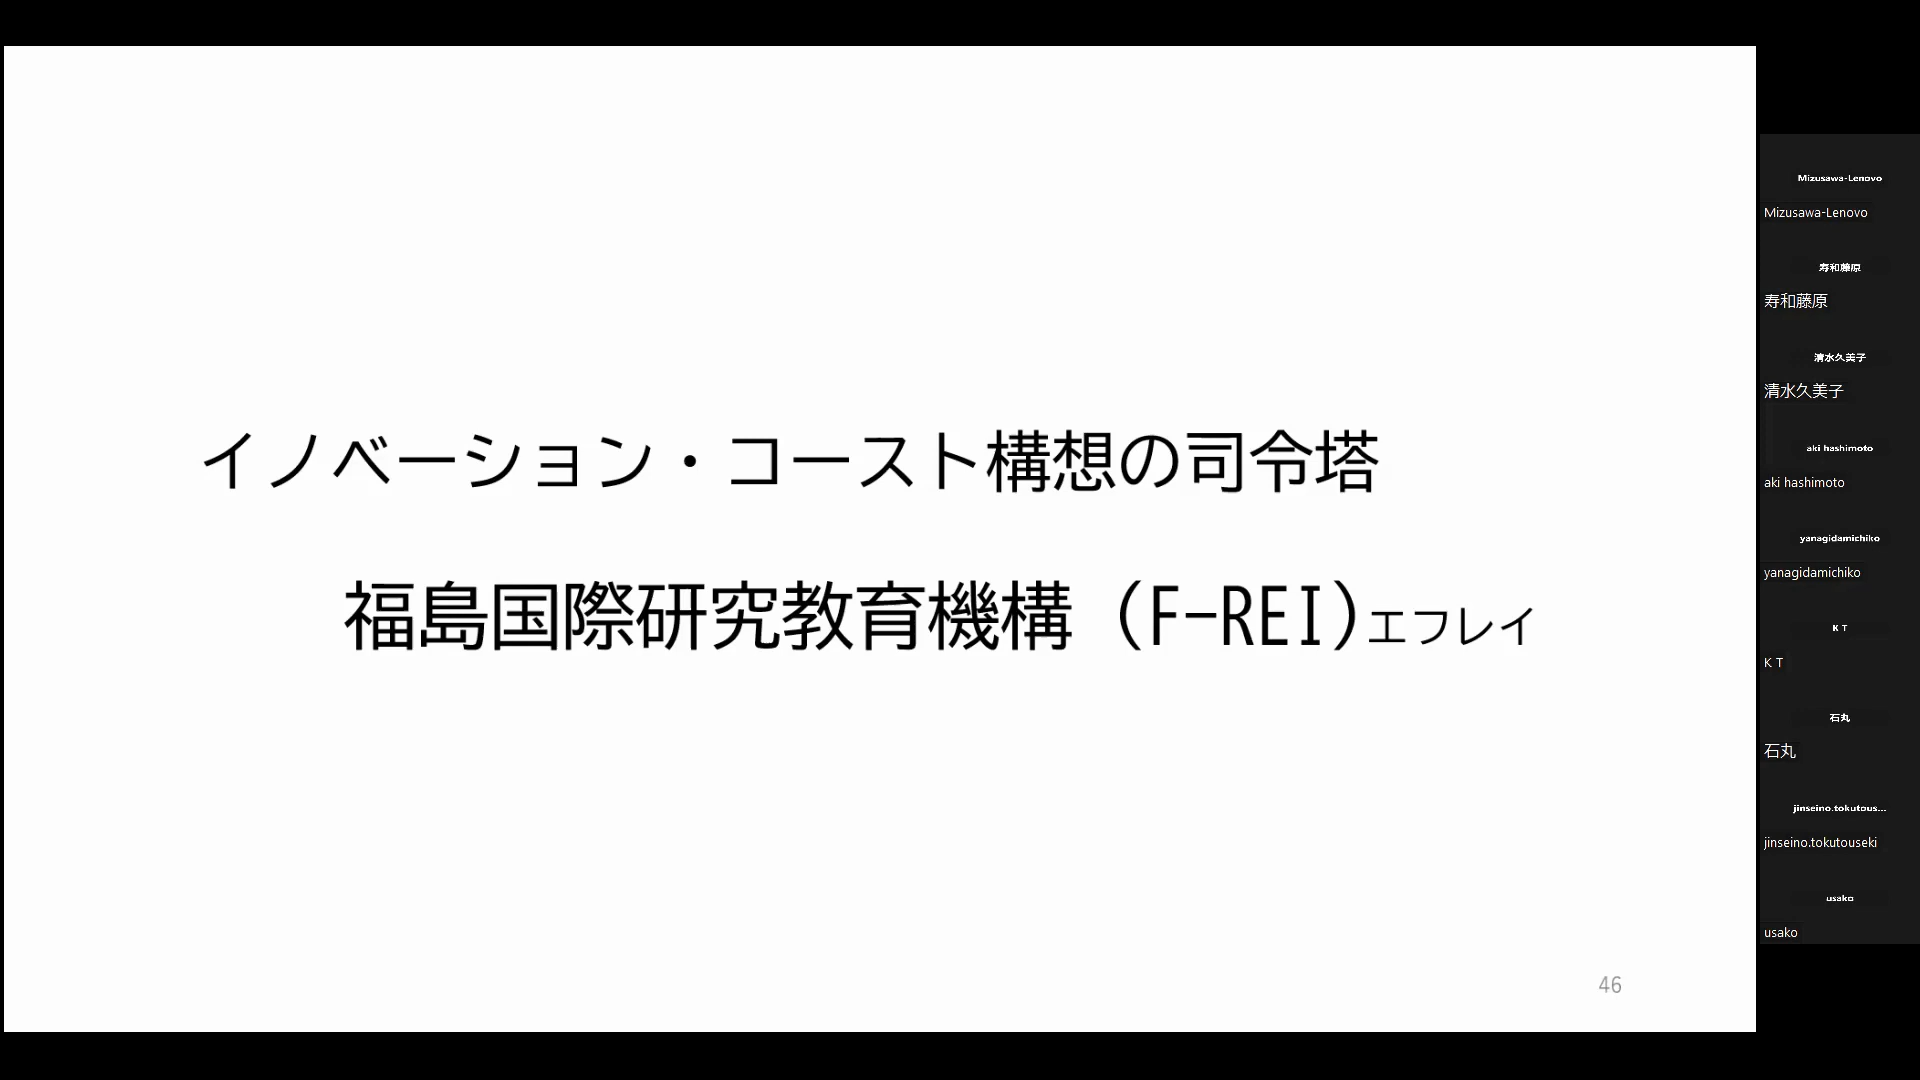 イノベーション・コースト構想の司令塔
福島国際研究教育機構（F-REI）エフレイ
46
Mizusawa-Lenovo
Mizusawa-Lenovo
寿和藤原
寿和藤原
清水久美子
清水久美子
aki hashimoto
aki hashimoto
yanagidamichiko
yanagidamichiko
K T
K T
石丸
石丸
jinseino.tokutous...
jinseino.tokutouseki
usako
usako